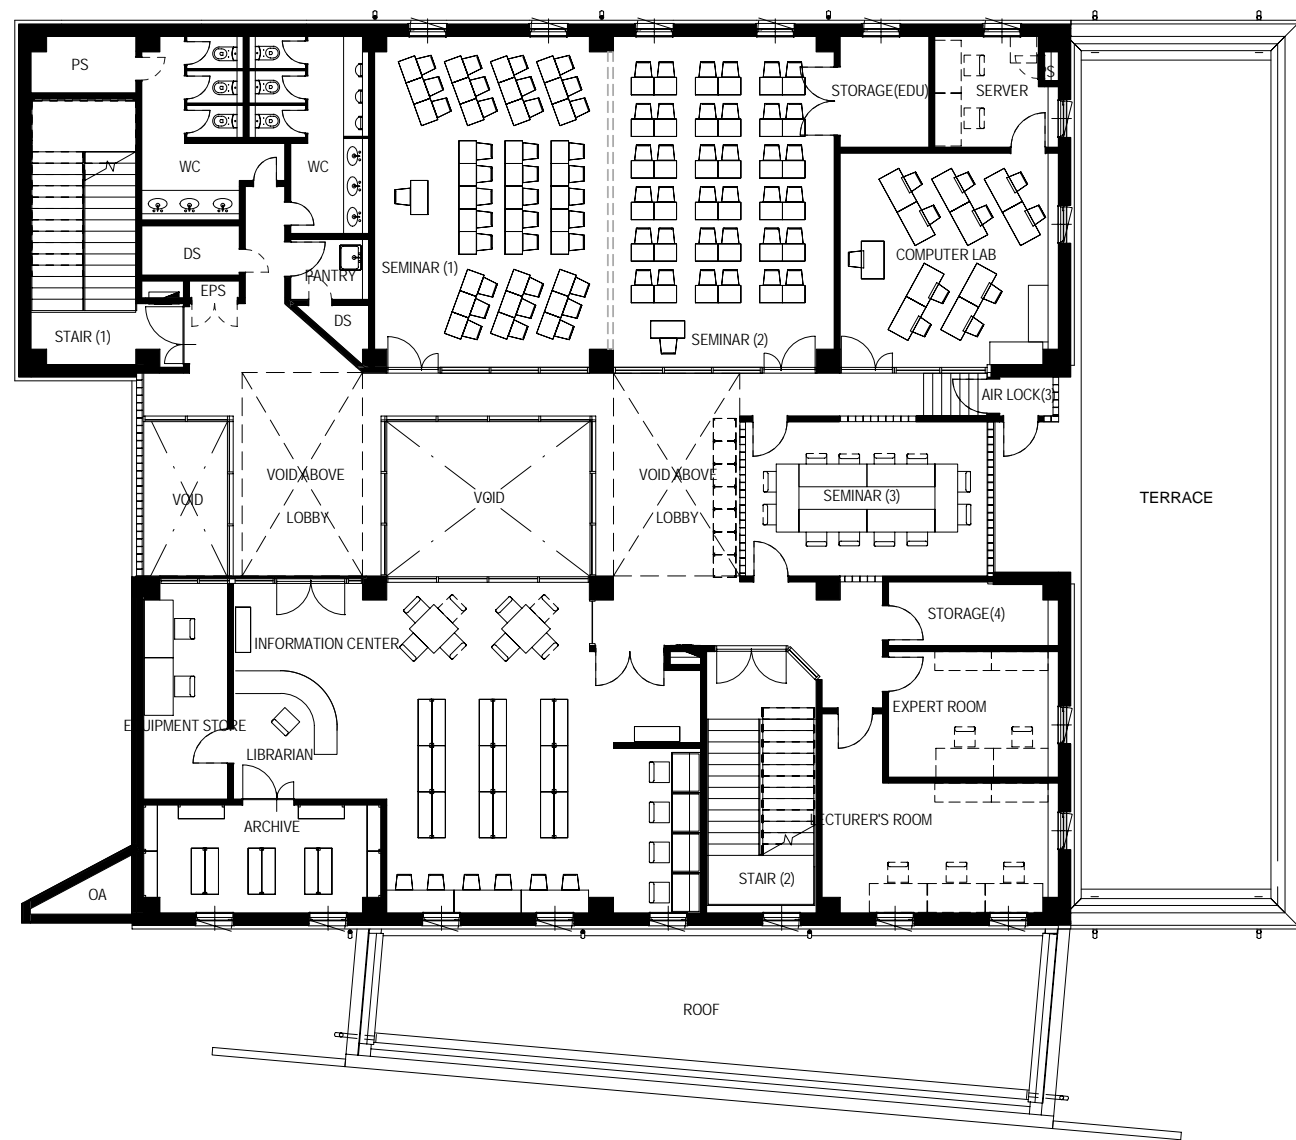 PS
STORAGE(EDU)
SERVER
WC
WC
DS
PANTRY
SEMINAR (1)
COMPUTER LAB
EPS
DS
STAIR (1)
SEMINAR (2)
AIR LOCK(3)
VOID
VOID ABOVE
LOBBY
VOID
VOID ABOVE
LOBBY
SEMINAR (3)
TERRACE
INFORMATION CENTER
STORAGE(4)
EQUIPMENT STORE
EXPERT ROOM
LIBRARIAN
ARCHIVE
LECTURER'S ROOM
STAIR (2)
OA
ROOF